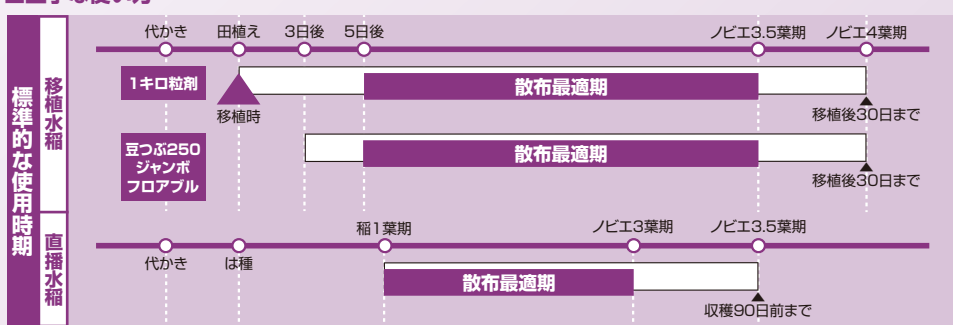 上手な使い方
標準的な使用時期
移植水稲
代かき 田植え 3日後 5日後 ノビエ3.5葉期 ノビエ4葉期
1キロ粒剤
散布最適期
移植時
移植後30日まで
豆つぶ250
ジャンボ
フロアブル
散布最適期
移植後30日まで
直播水稲
稲1葉期 ノビエ3葉期 ノビエ3.5葉期
代かき は種
散布最適期
収穫90日前まで